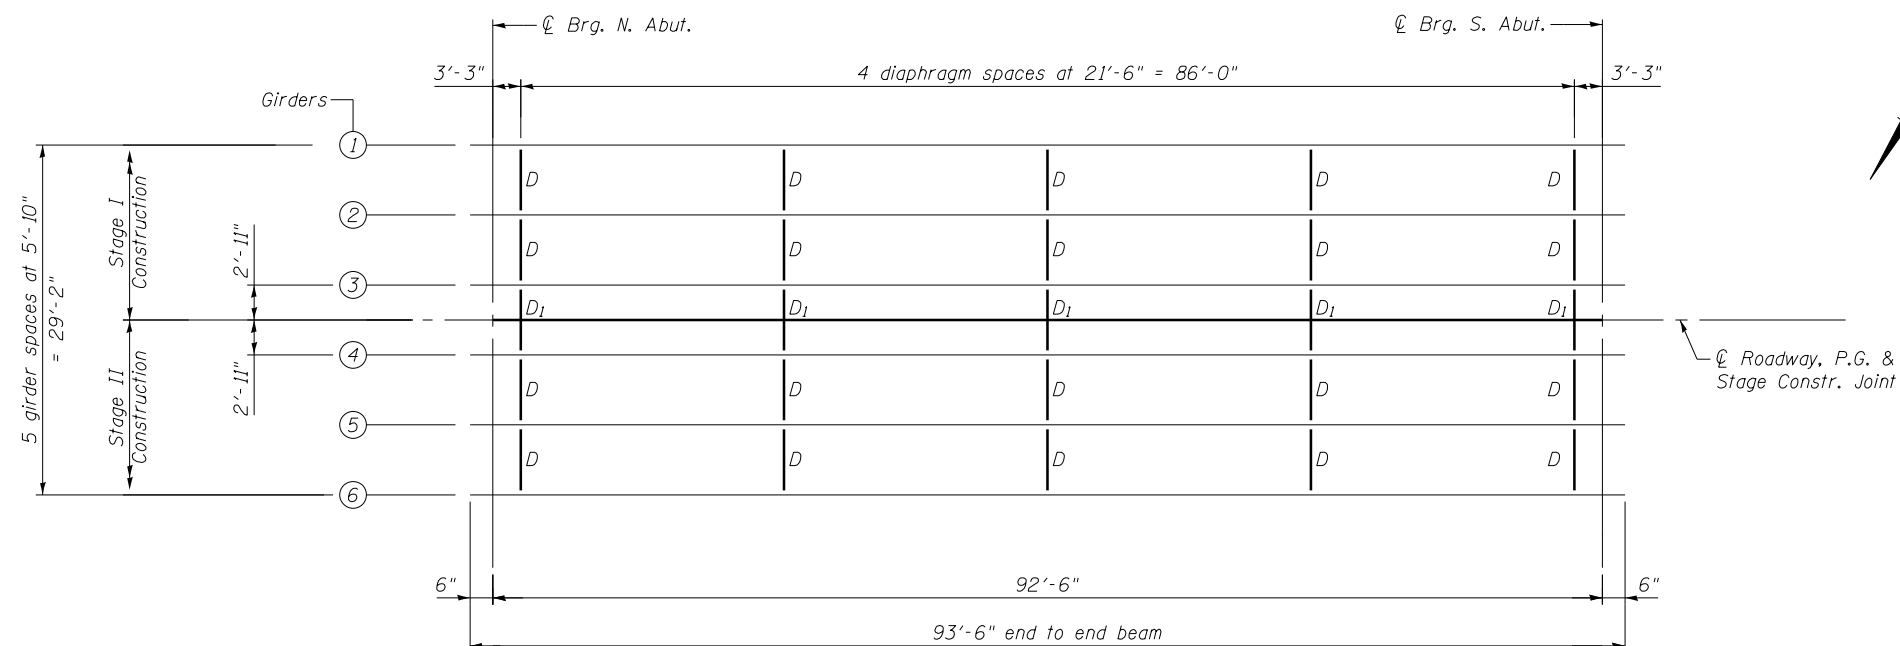 ℄ Brg. N. Abut.
℄ Brg. S. Abut.
3'-3"
4 diaphragm spaces at 21'-6" = 86'-0"
3'-3"
Girders
1
D D D D D
2
D D D D D
3
D1 D1 D1 D1 D1
4
D D D D D
5
D D D D D
6
5 girder spaces at 5'-10"
= 29'-2"
Stage I
Construction
Stage II
Construction
2'-11"
2'-11"
℄ Roadway, P.G. &
Stage Constr. Joint
6"
92'-6"
6"
93'-6" end to end beam